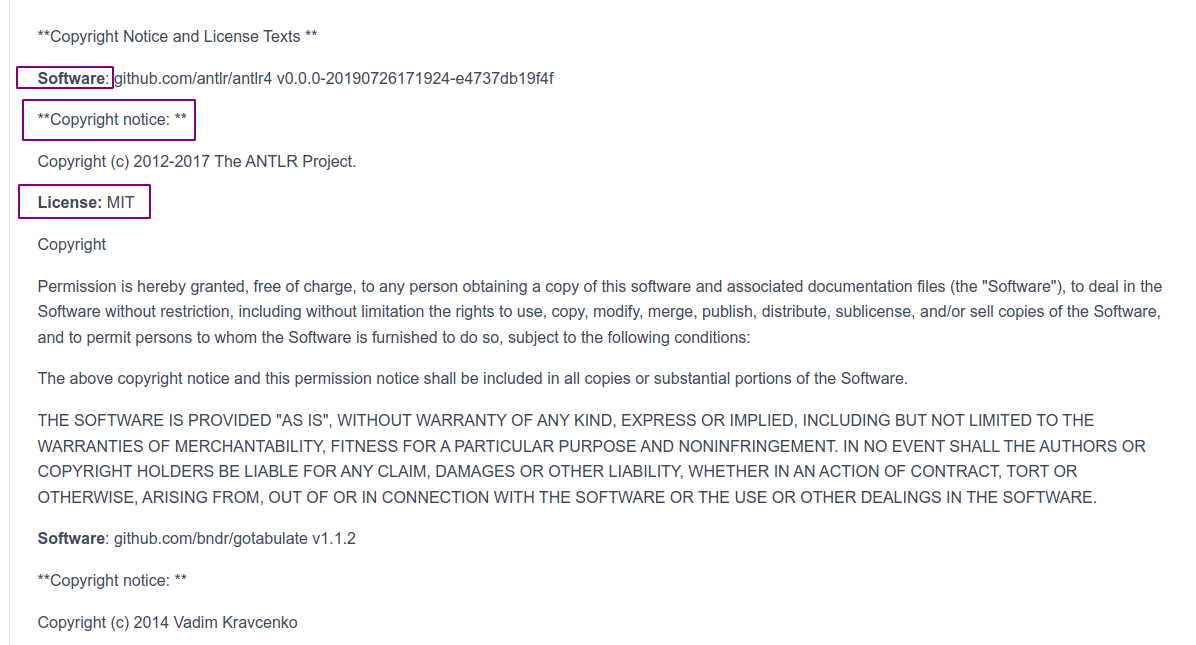 **Copyright Notice and License Texts **
Software: github.com/antlr/antlr4 v0.0.0-20190726171924-e4737db19f4f
**Copyright notice: **
Copyright (c) 2012-2017 The ANTLR Project.
License: MIT
Copyright
Permission is hereby granted, free of charge, to any person obtaining a copy of this software and associated documentation files (the "Software"), to deal in the
Software without restriction, including without limitation the rights to use, copy, modify, merge, publish, distribute, sublicense, and/or sell copies of the Software,
and to permit persons to whom the Software is furnished to do so, subject to the following conditions:
The above copyright notice and this permission notice shall be included in all copies or substantial portions of the Software.
THE SOFTWARE IS PROVIDED "AS IS", WITHOUT WARRANTY OF ANY KIND, EXPRESS OR IMPLIED, INCLUDING BUT NOT LIMITED TO THE
WARRANTIES OF MERCHANTABILITY, FITNESS FOR A PARTICULAR PURPOSE AND NONINFRINGEMENT. IN NO EVENT SHALL THE AUTHORS OR
COPYRIGHT HOLDERS BE LIABLE FOR ANY CLAIM, DAMAGES OR OTHER LIABILITY, WHETHER IN AN ACTION OF CONTRACT, TORT OR
OTHERWISE, ARISING FROM, OUT OF OR IN CONNECTION WITH THE SOFTWARE OR THE USE OR OTHER DEALINGS IN THE SOFTWARE.
Software: github.com/bndr/gotabulate v1.1.2
**Copyright notice: **
Copyright (c) 2014 Vadim Kravcenko